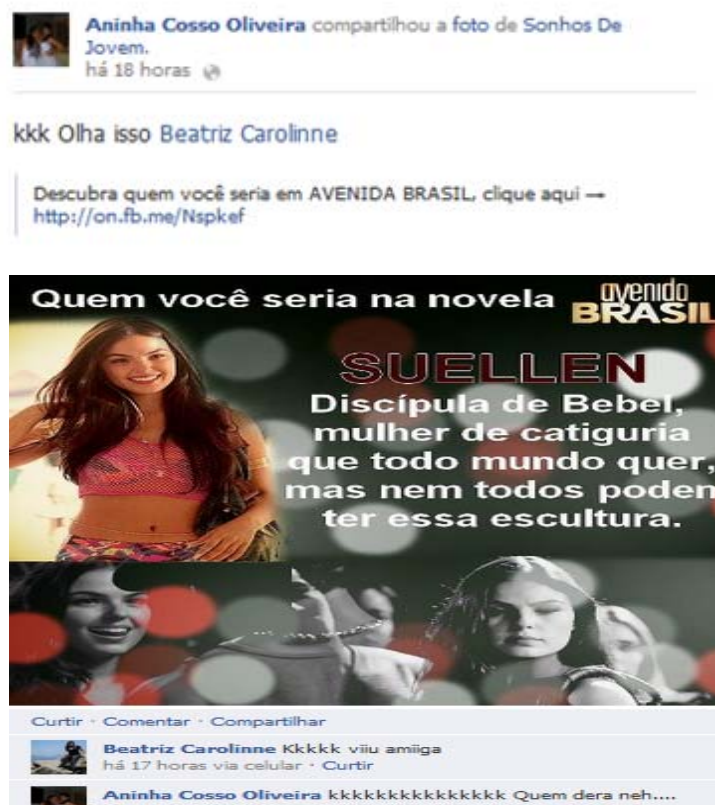 Aninha Cosso Oliveira compartilhou a foto de Sonhos De
Jovem.
há 18 horas
kkk Olha isso Beatriz Carolinne
Descubra quem você seria em AVENIDA BRASIL, clique aqui →
http://on.fb.me/Nspkef
Quem você seria na novela avenida BRASIL
SUELLEN
Discípula de Bebel,
mulher de catiguria
que todo mundo quer,
mas nem todos podem
ter essa escultura.
Curtir · Comentar · Compartilhar
Beatriz Carolinne Kkkkk viiu amiiga
há 17 horas via celular · Curtir
Aninha Cosso Oliveira kkkkkkkkkkkkkkk Quem dera neh....